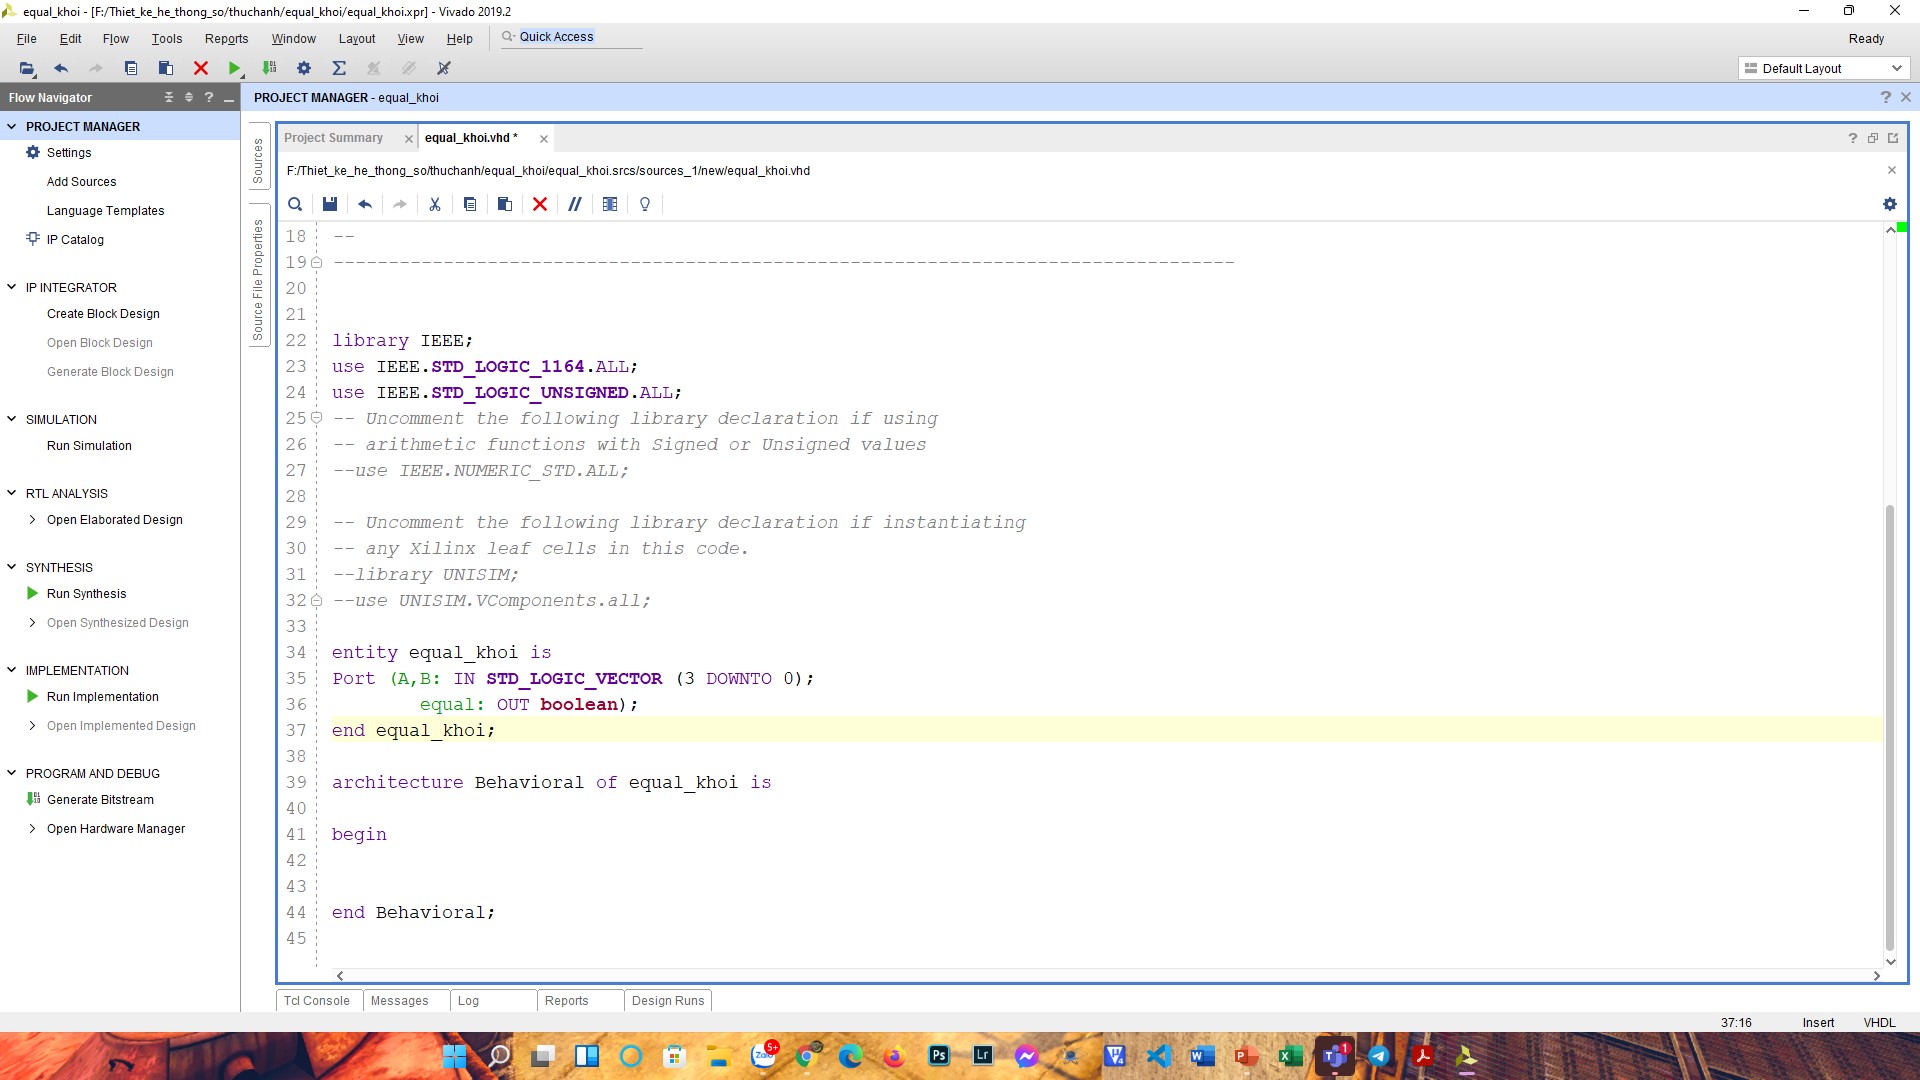 equal_khoi - [F:/Thiet_ke_he_thong_so/thuchanh/equal_khoi/equal_khoi.xpr] - Vivado 2019.2
File Edit Flow Tools Reports Window Layout View Help Quick Access
Ready
Default Layout
Flow Navigator
PROJECT MANAGER - equal_khoi
PROJECT MANAGER
Settings
Add Sources
Language Templates
IP Catalog
IP INTEGRATOR
Create Block Design
Open Block Design
Generate Block Design
SIMULATION
Run Simulation
RTL ANALYSIS
Open Elaborated Design
SYNTHESIS
Run Synthesis
Open Synthesized Design
IMPLEMENTATION
Run Implementation
Open Implemented Design
PROGRAM AND DEBUG
Generate Bitstream
Open Hardware Manager
Sources
Source File Properties
Project Summary
equal_khoi.vhd *
F:/Thiet_ke_he_thong_so/thuchanh/equal_khoi/equal_khoi.srcs/sources_1/new/equal_khoi.vhd
18 --
19 ----------------------------------------------------------------------------------
20
21
22 library IEEE;
23 use IEEE.STD_LOGIC_1164.ALL;
24 use IEEE.STD_LOGIC_UNSIGNED.ALL;
25 -- Uncomment the following library declaration if using
26 -- arithmetic functions with Signed or Unsigned values
27 --use IEEE.NUMERIC_STD.ALL;
28
29 -- Uncomment the following library declaration if instantiating
30 -- any Xilinx leaf cells in this code.
31 --library UNISIM;
32 --use UNISIM.VComponents.all;
33
34 entity equal_khoi is
35 Port (A,B: IN STD_LOGIC_VECTOR (3 DOWNTO 0);
36 equal: OUT boolean);
37 end equal_khoi;
38
39 architecture Behavioral of equal_khoi is
40
41 begin
42
43
44 end Behavioral;
45
Tcl Console
Messages
Log
Reports
Design Runs
37:16
Insert
VHDL
Zalo
5+
Ps
Lr
1